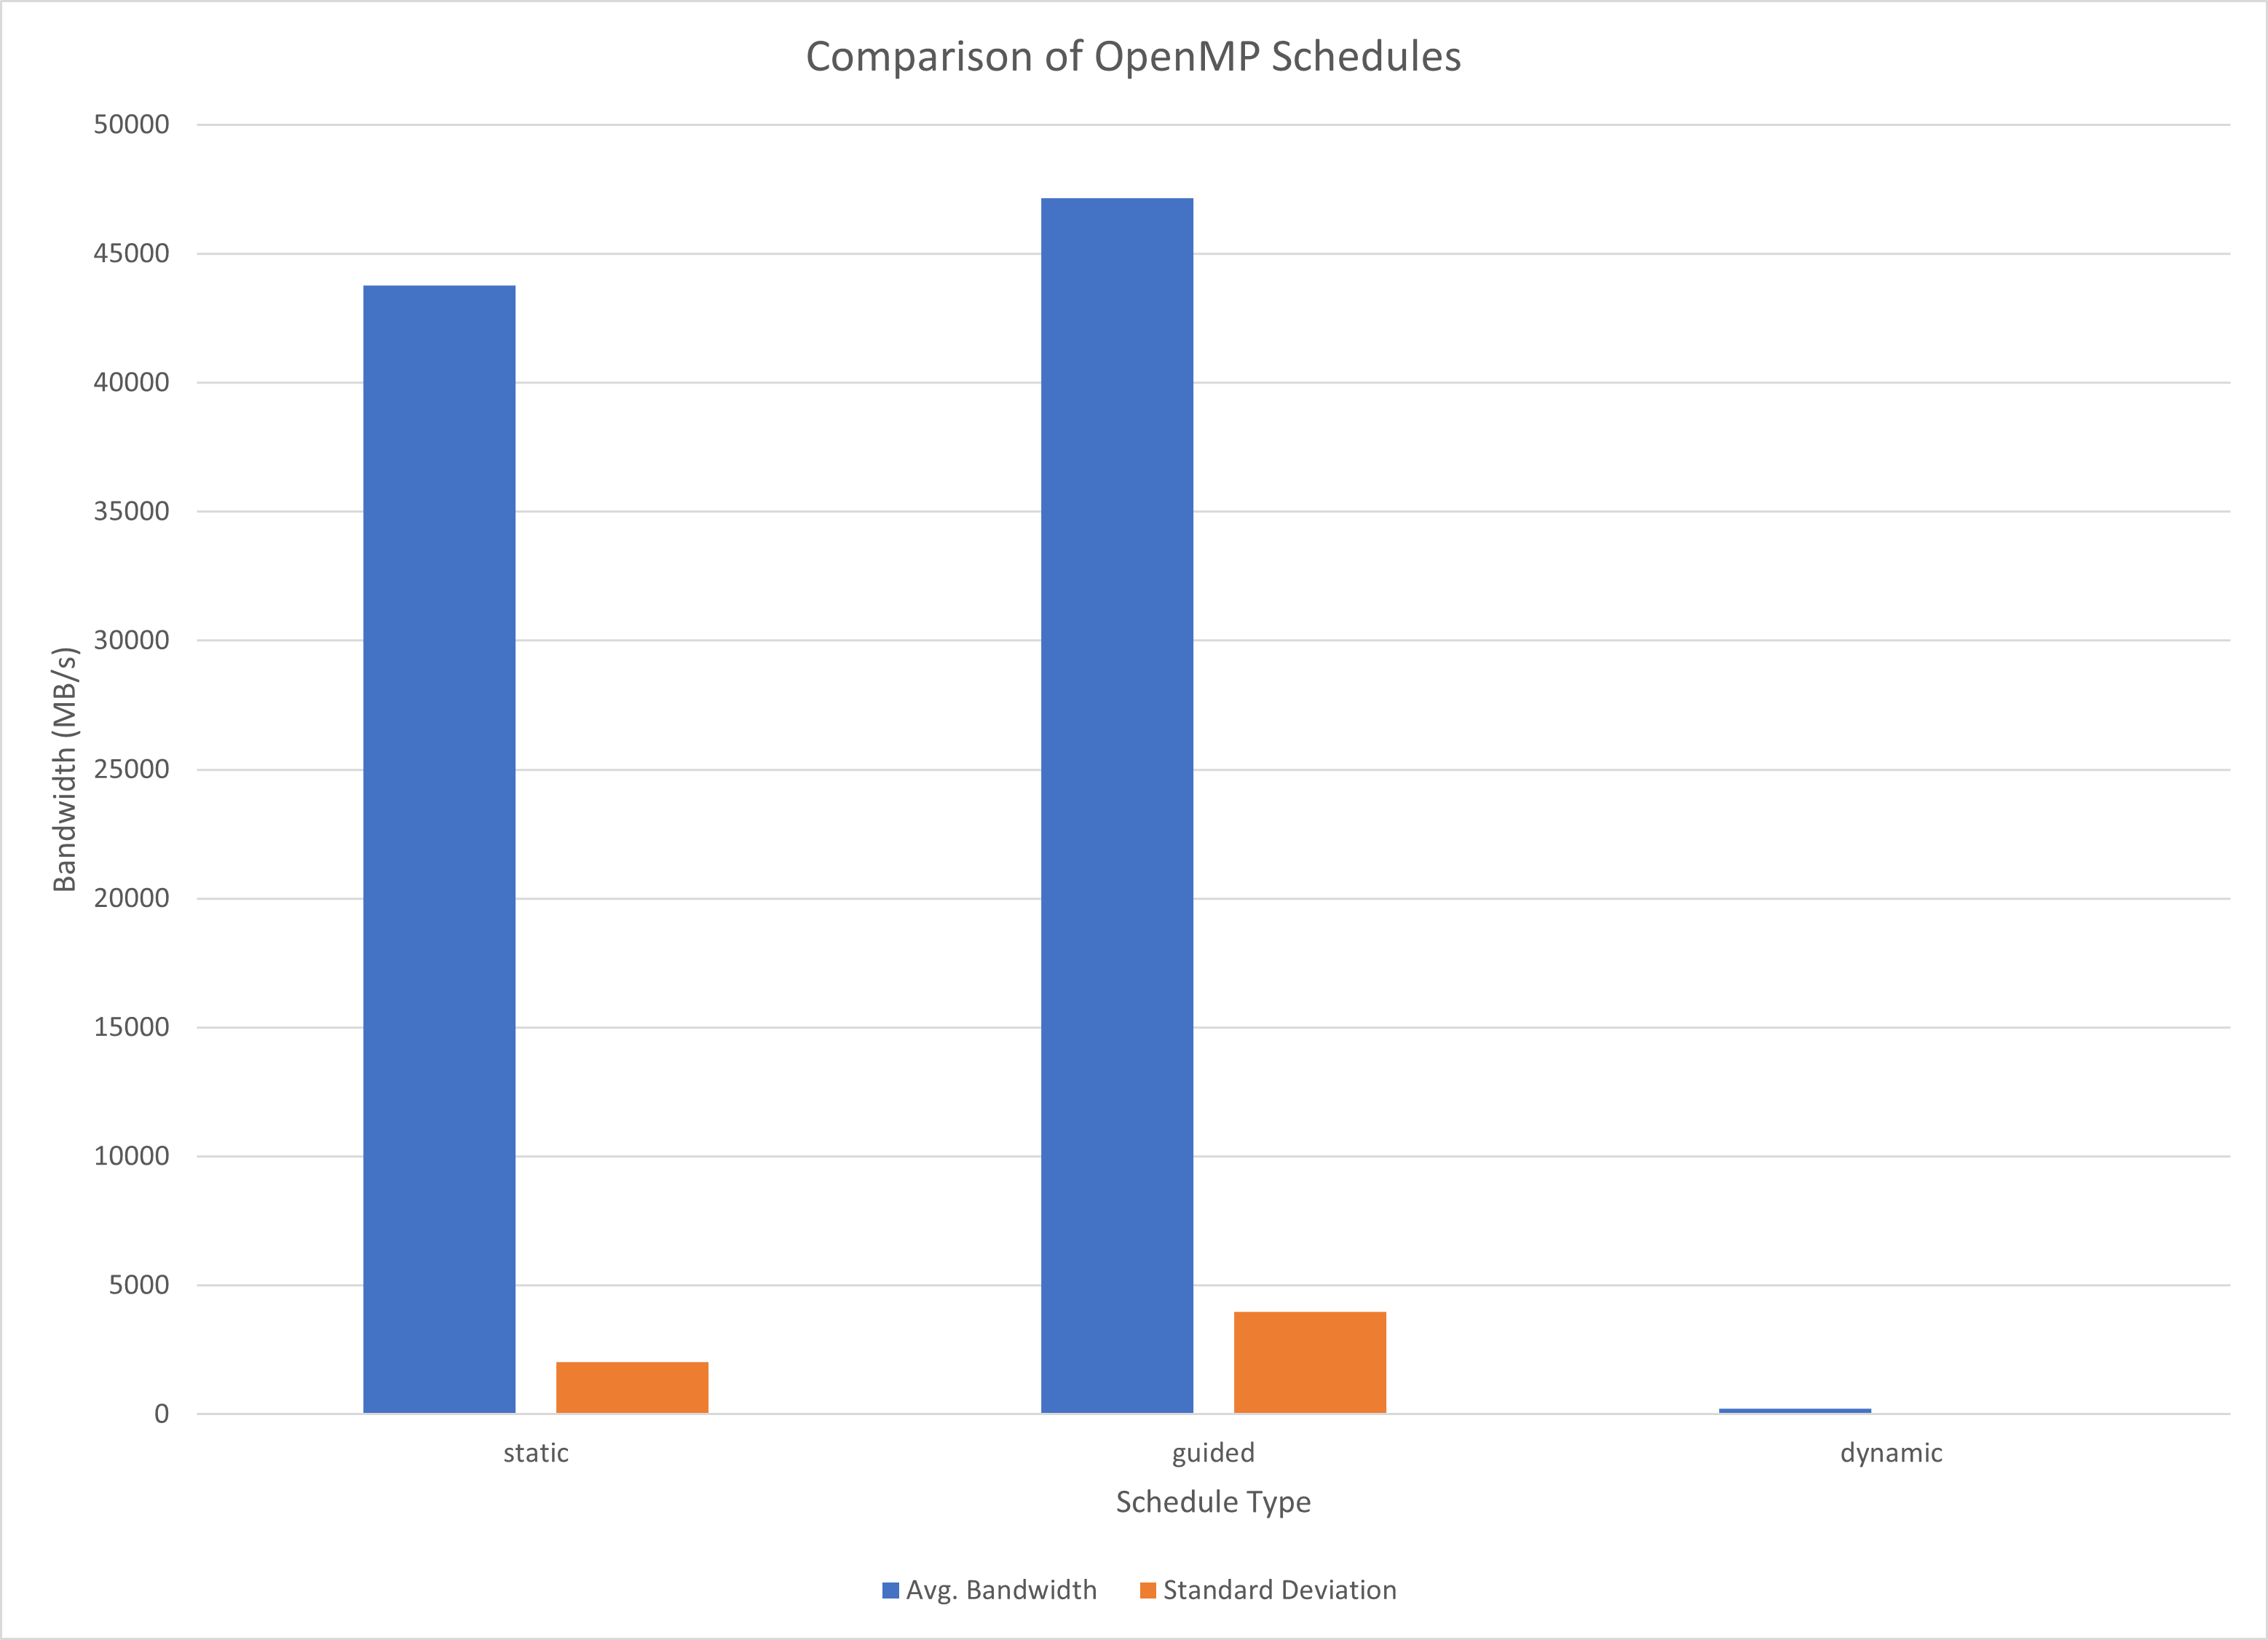 Comparison of OpenMP Schedules
50000
45000
40000
35000
30000
25000
20000
15000
10000
5000
0
Bandwidth (MB/s)
static guided dynamic
Schedule Type
Avg. Bandwidth Standard Deviation